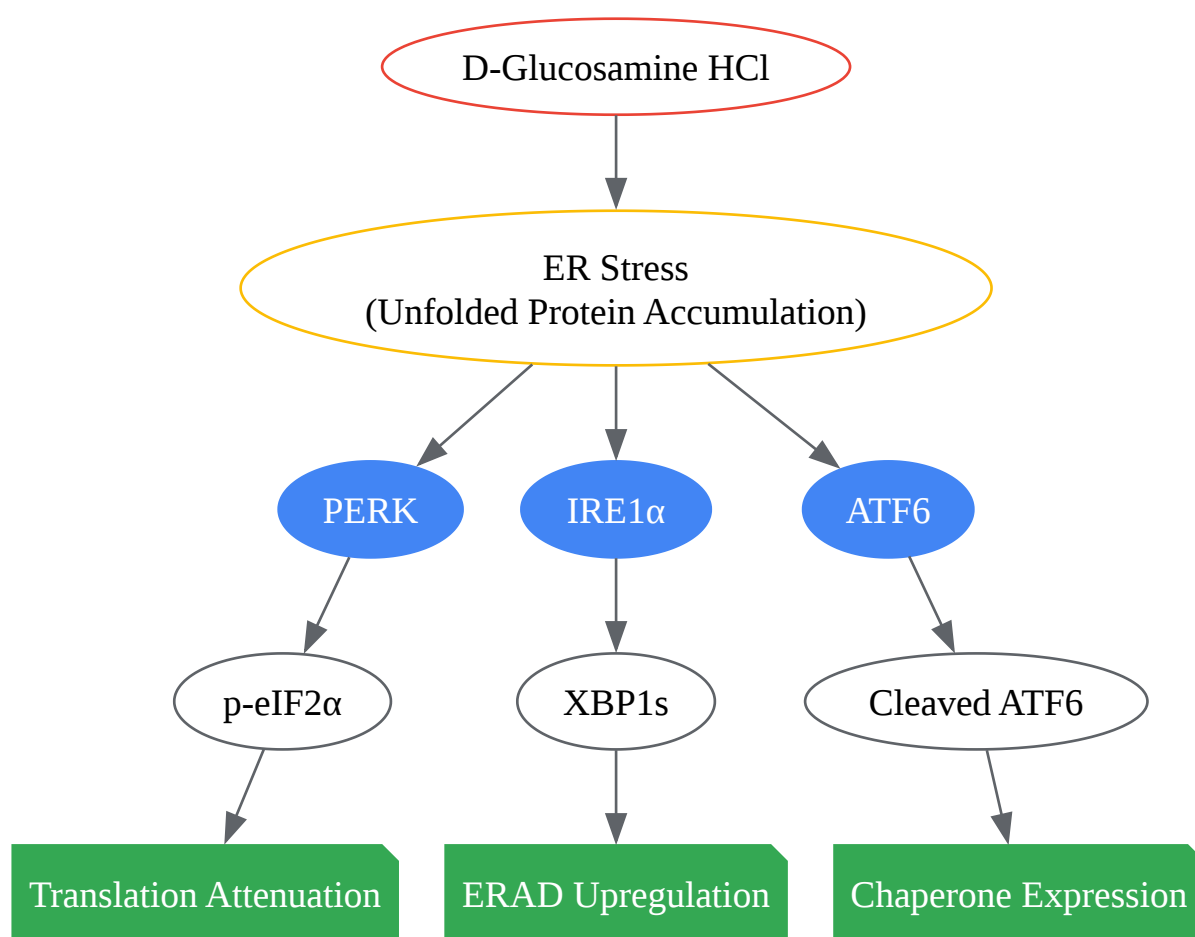 D-Glucosamine HCl
ER Stress
(Unfolded Protein Accumulation)
PERK
IRE1α
ATF6
p-eIF2α
XBP1s
Cleaved ATF6
Translation Attenuation
ERAD Upregulation
Chaperone Expression